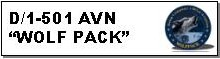 D/1-501 AVN
“WOLF PACK”